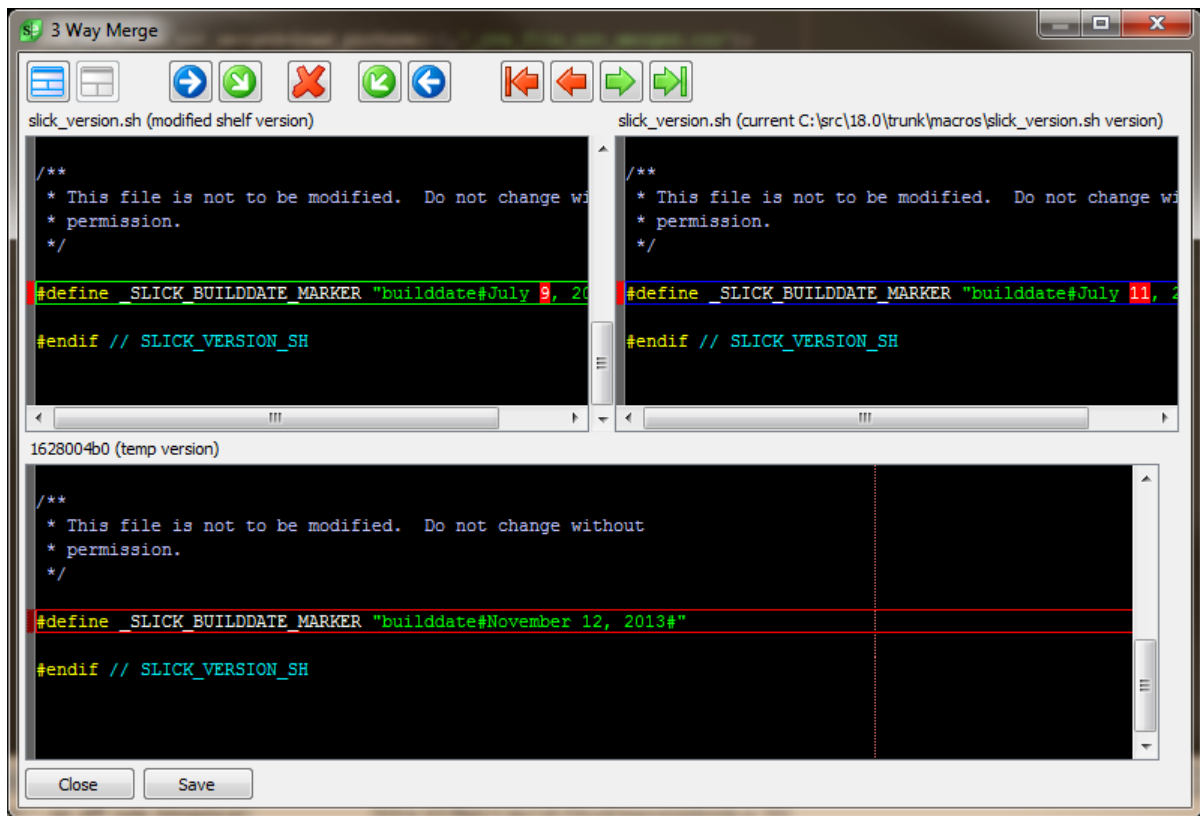 3 Way Merge
slick_version.sh (modified shelf version)
slick_version.sh (current C:\src\18.0\trunk\macros\slick_version.sh version)
/**
* This file is not to be modified.  Do not change wi
* permission.
*/
#define _SLICK_BUILDDATE_MARKER "builddate#July 9, 20
#endif // SLICK_VERSION_SH
/**
* This file is not to be modified.  Do not change wi
* permission.
*/
#define _SLICK_BUILDDATE_MARKER "builddate#July 11, 2
#endif // SLICK_VERSION_SH
1628004b0 (temp version)
/**
* This file is not to be modified.  Do not change without
* permission.
*/
#define _SLICK_BUILDDATE_MARKER "builddate#November 12, 2013#"
#endif // SLICK_VERSION_SH
Close
Save